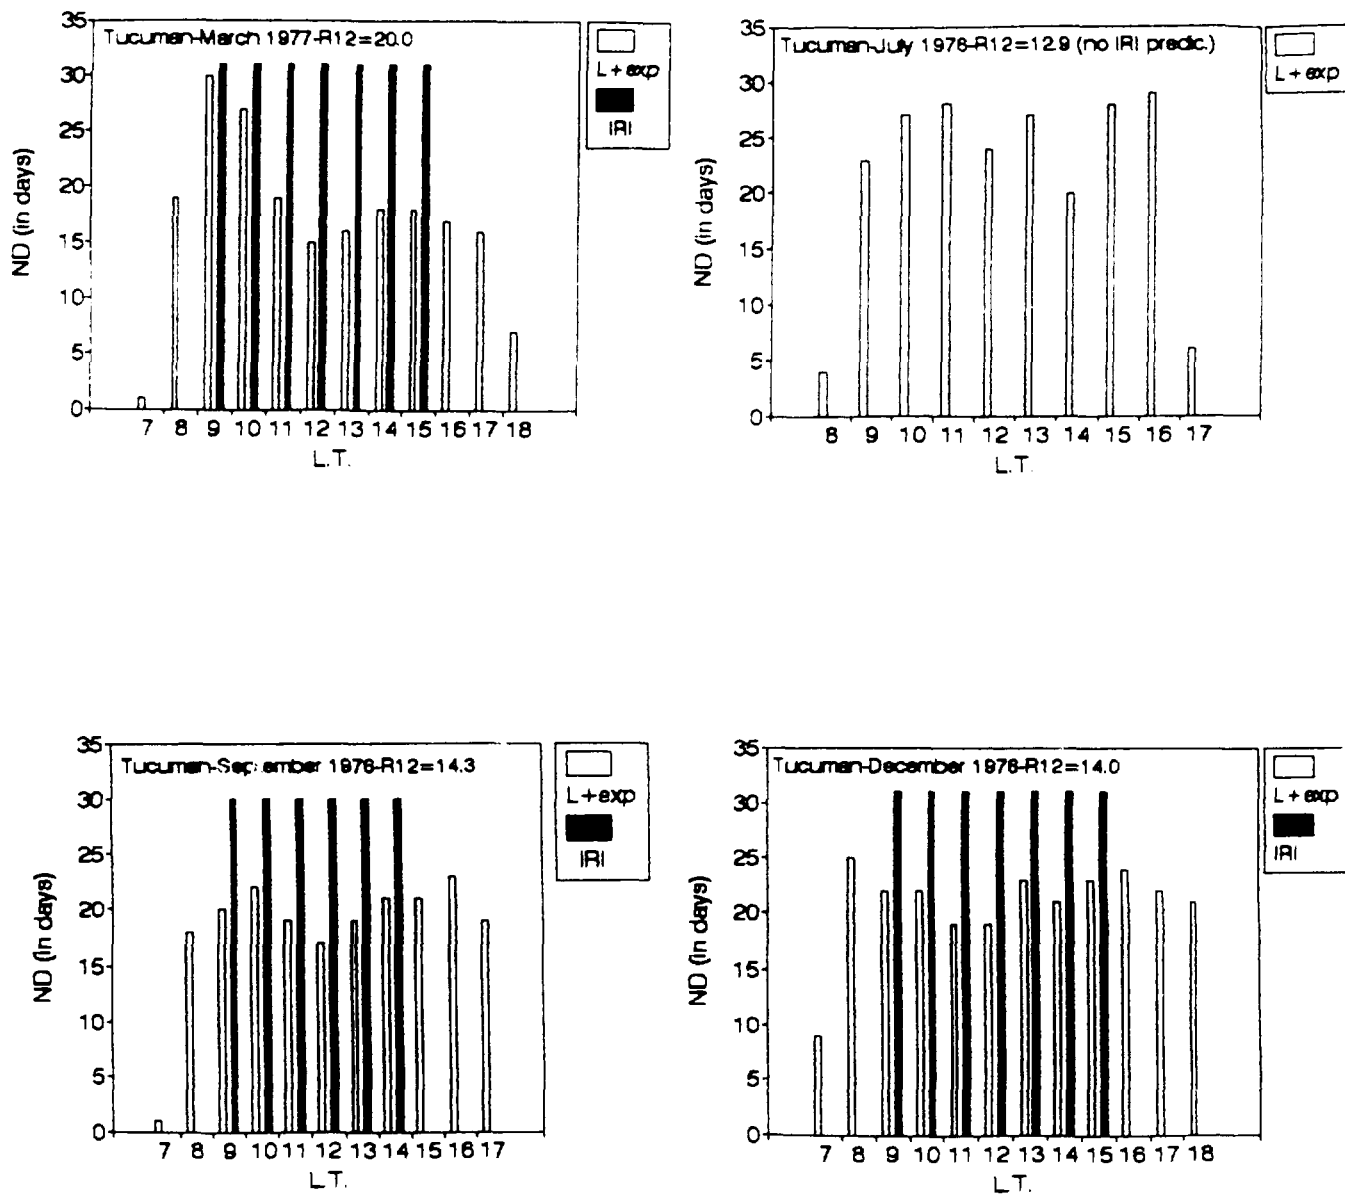 Tucuman-March 1977-R12=20.0
L+exp
IRI
ND (in days)
35
30
25
20
15
10
5
0
7 8 9 10 11 12 13 14 15 16 17 18
L.T.
Tucuman-July 1976-R12=12.9 (no IRI predic.)
L+exp
ND (in days)
35
30
25
20
15
10
5
0
8 9 10 11 12 13 14 15 16 17
L.T.
Tucuman-September 1976-R12=14.3
L+exp
IRI
ND (in days)
35
30
25
20
15
10
5
0
7 8 9 10 11 12 13 14 15 16 17
L.T.
Tucuman-December 1976-R12=14.0
L+exp
IRI
ND (in days)
35
30
25
20
15
10
5
0
7 8 9 10 11 12 13 14 15 16 17 18
L.T.